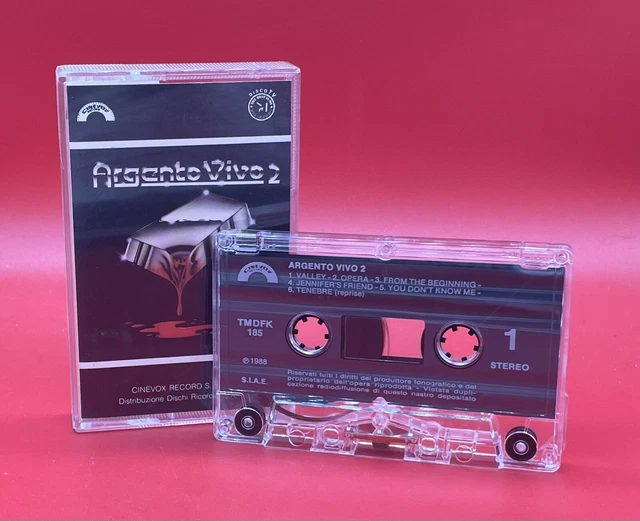 CINEVOX
DISCO TV
Argento Vivo 2
CINEVOX RECORD S.
Distribuzione Dischi Ricord
CINEVOX
ARGENTO VIVO 2
1. VALLEY - 2. OPERA - 3. FROM THE BEGINNING -
4. JENNIFER'S FRIEND - 5. YOU DON'T KNOW ME -
6. TENEBRE (reprise)
TMDFK
185
1
STEREO
℗ 1988
S.I.A.E.
Riservati tutti i diritti del produttore fonografico e del
proprietario dell'opera riprodotta - Vietata dupli-
cazione radiodiffusione di questo nastro depositato